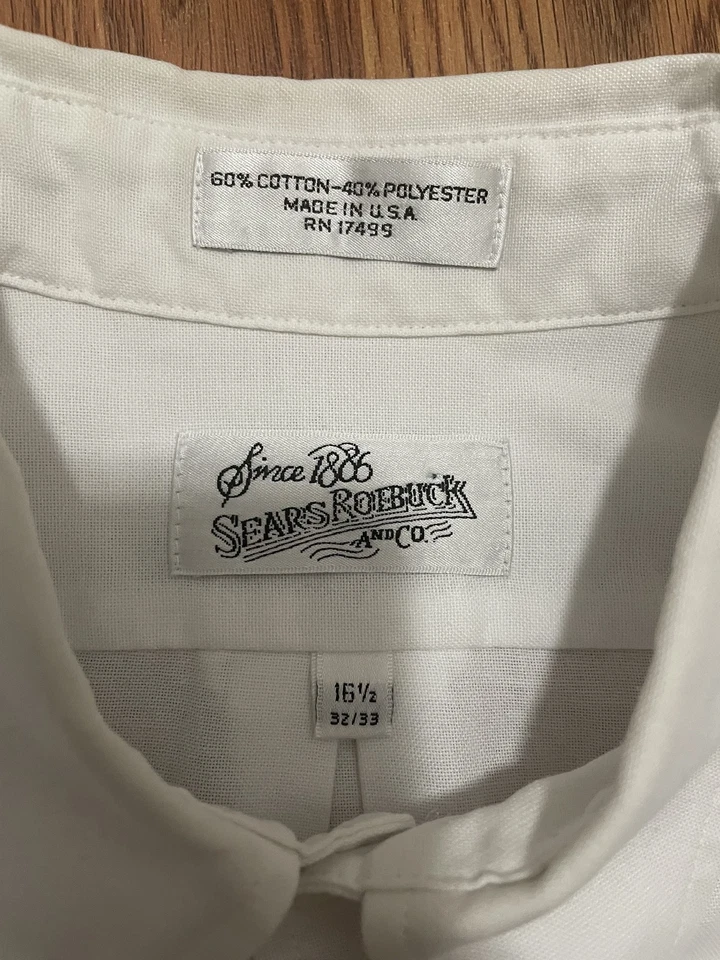 60% COTTON-40% POLYESTER
MADE IN U.S.A.
RN 17499
Since 1886
SEARS ROEBUCK
AND CO.
16½
32/33